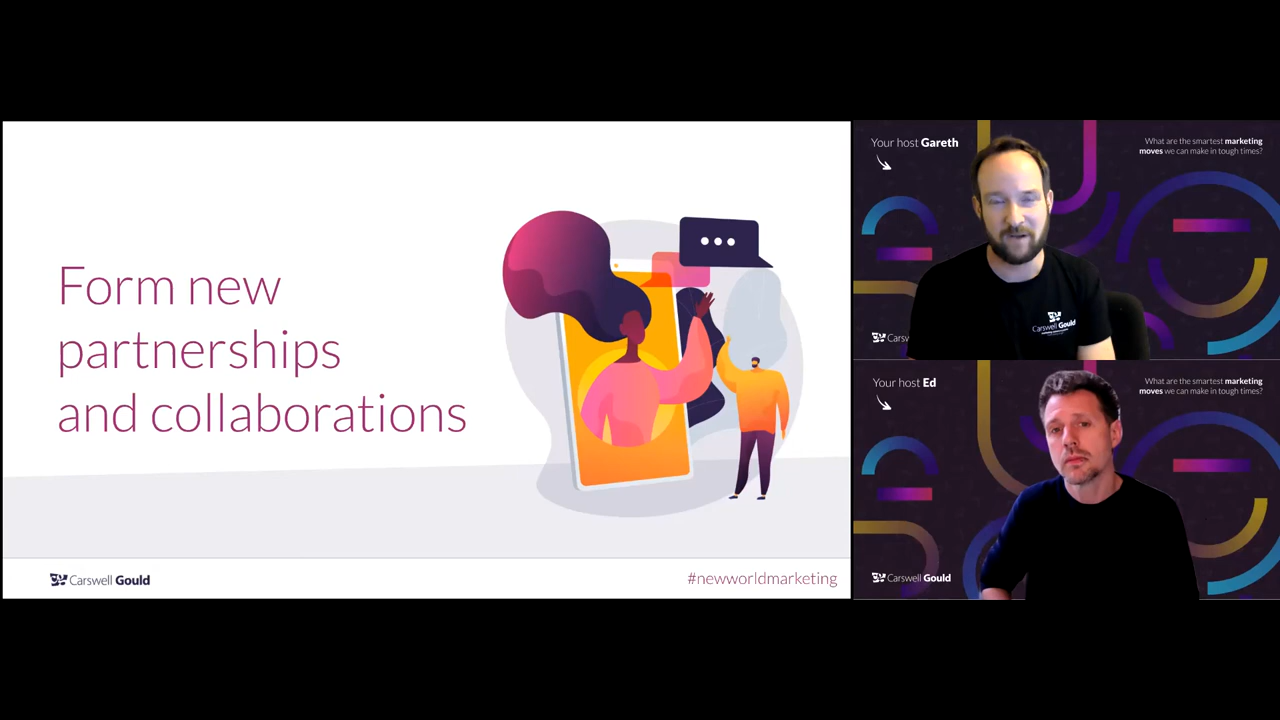 Form new
partnerships
and collaborations
Carswell Gould
#newworldmarketing
Your host Gareth
What are the smartest marketing
moves we can make in tough times?
Carswell Gould
Cars
Your host Ed
What are the smartest marketing
moves we can make in tough times?
Carswell Gould